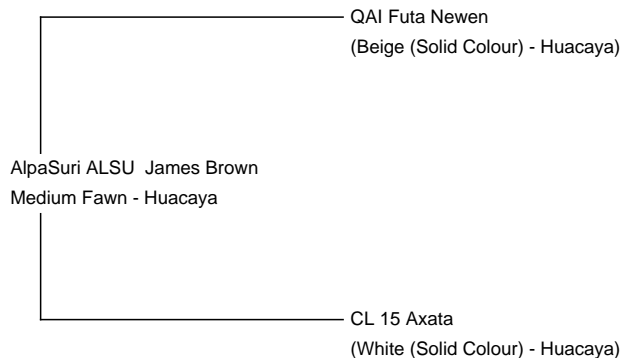 QAI Futa Newen
(Beige (Solid Colour) - Huacaya)
AlpaSuri ALSU  James Brown
Medium Fawn - Huacaya
CL 15 Axata
(White (Solid Colour) - Huacaya)